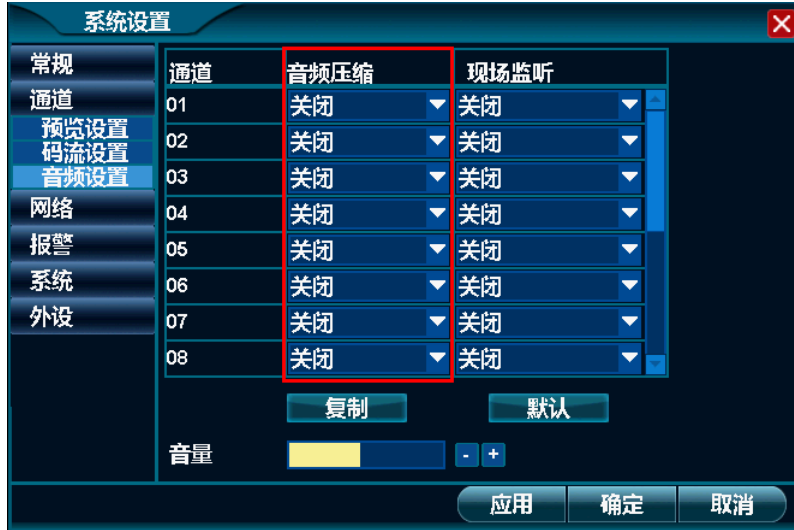 系统设置
常规
通道
预览设置
码流设置
音频设置
网络
报警
系统
外设
通道 音频压缩 现场监听
01 关闭 关闭
02 关闭 关闭
03 关闭 关闭
04 关闭 关闭
05 关闭 关闭
06 关闭 关闭
07 关闭 关闭
08 关闭 关闭
复制 默认
音量 - +
应用 确定 取消